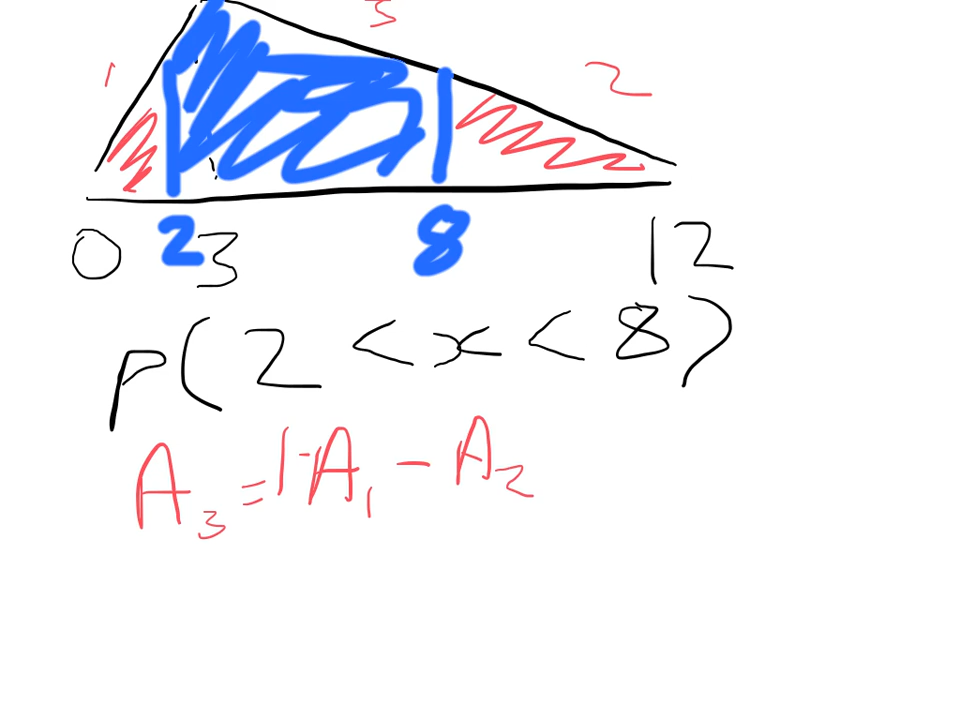 3
1 2
0 2 3 8 12
P(2 < x < 8)
A₃ = 1 - A₁ - A₂